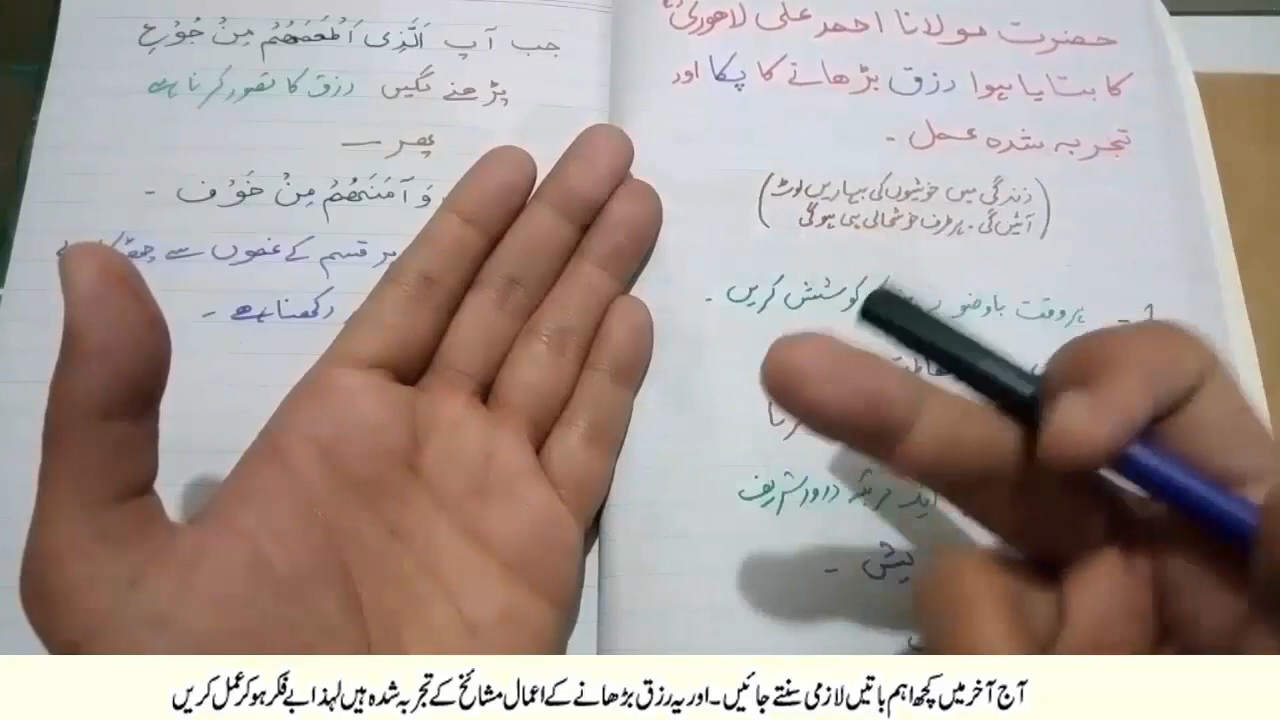 حضرت مولانا احمد علی لاھوریؒ
کا بتایا ہوا رزق بڑھانے کا پکا اور
تجربہ شدہ عمل ۔
(زندگی میں خوشیوں کی بہاریں لوٹ
آئیں گی ۔ ہر طرف خوشحالی ہی ہوگی)
1 - ہر وقت باوضو کوشش کریں ۔
مرتبہ درود شریف
جب آپ اَلَّذِی اَطْعَمَھُمْ مِنْ جُوْعٍ
پڑھنے لگیں رزق کا تصور کرنا ہے
پھر —
وَ آمَنَھُمْ مِنْ خَوْف ۔
ہر قسم کے غموں سے
رکھنا ہے ۔
آج آخر میں کچھ اہم باتیں لازمی سنتے جائیں ۔ اور یہ رزق بڑھانے کے اعمال مشائخ کے تجربہ شدہ ہیں لہذا بے فکر ہو کر عمل کریں